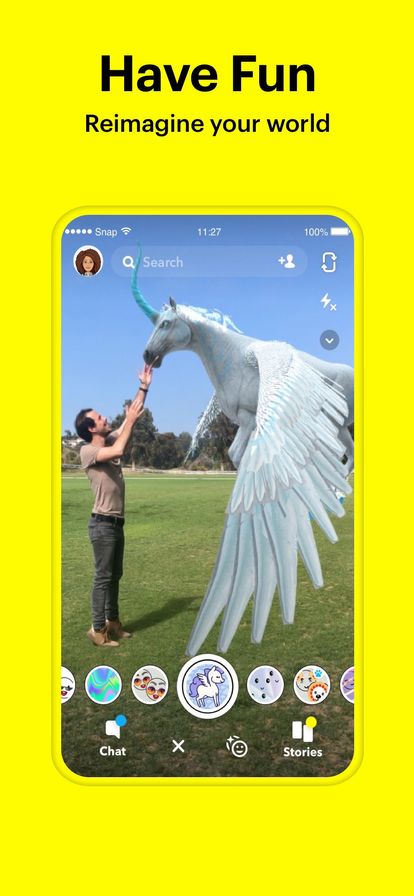 Have Fun
Reimagine your world
Snap
11:27
100%
Search
Chat
Stories